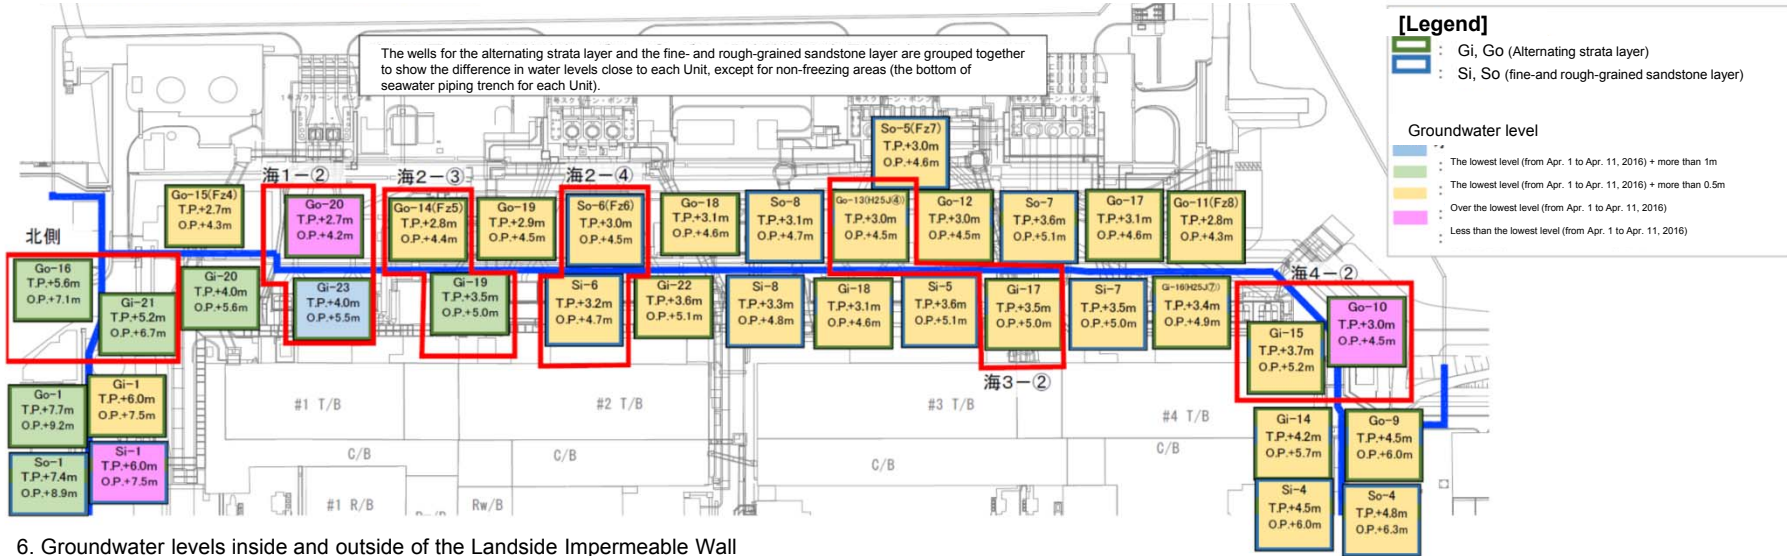 The wells for the alternating strata layer and the fine- and rough-grained sandstone layer are grouped together
to show the difference in water levels close to each Unit, except for non-freezing areas (the bottom of
seawater piping trench for each Unit).
[Legend]
: Gi, Go (Alternating strata layer)
: Si, So (fine-and rough-grained sandstone layer)
Groundwater level
: The lowest level (from Apr. 1 to Apr. 11, 2016) + more than 1m
: The lowest level (from Apr. 1 to Apr. 11, 2016) + more than 0.5m
: Over the lowest level (from Apr. 1 to Apr. 11, 2016)
: Less than the lowest level (from Apr. 1 to Apr. 11, 2016)
So-5(Fz7)
T.P.+3.0m
O.P.+4.6m
海1-②
海2-③
海2-④
Go-15(Fz4)
T.P.+2.7m
O.P.+4.3m
Go-20
T.P.+2.7m
O.P.+4.2m
Go-14(Fz5)
T.P.+2.8m
O.P.+4.4m
Go-19
T.P.+2.9m
O.P.+4.5m
So-6(Fz6)
T.P.+3.0m
O.P.+4.5m
Go-18
T.P.+3.1m
O.P.+4.6m
So-8
T.P.+3.1m
O.P.+4.7m
Go-13(H25J④)
T.P.+3.0m
O.P.+4.5m
Go-12
T.P.+3.0m
O.P.+4.5m
So-7
T.P.+3.6m
O.P.+5.1m
Go-17
T.P.+3.1m
O.P.+4.6m
Go-11(Fz8)
T.P.+2.8m
O.P.+4.3m
北側
Go-16
T.P.+5.6m
O.P.+7.1m
Gi-21
T.P.+5.2m
O.P.+6.7m
Gi-20
T.P.+4.0m
O.P.+5.6m
Gi-23
T.P.+4.0m
O.P.+5.5m
Gi-19
T.P.+3.5m
O.P.+5.0m
Si-6
T.P.+3.2m
O.P.+4.7m
Gi-22
T.P.+3.6m
O.P.+5.1m
Si-8
T.P.+3.3m
O.P.+4.8m
Gi-18
T.P.+3.1m
O.P.+4.6m
Si-5
T.P.+3.6m
O.P.+5.1m
Gi-17
T.P.+3.5m
O.P.+5.0m
Si-7
T.P.+3.5m
O.P.+5.0m
Gi-16(H25J⑦)
T.P.+3.4m
O.P.+4.9m
海4-②
Gi-15
T.P.+3.7m
O.P.+5.2m
Go-10
T.P.+3.0m
O.P.+4.5m
海3-②
Go-1
T.P.+7.7m
O.P.+9.2m
Gi-1
T.P.+6.0m
O.P.+7.5m
So-1
T.P.+7.4m
O.P.+8.9m
Si-1
T.P.+6.0m
O.P.+7.5m
#1 T/B
#2 T/B
#3 T/B
#4 T/B
C/B
C/B
C/B
C/B
#1 R/B
Rw/B
Gi-14
T.P.+4.2m
O.P.+5.7m
Go-9
T.P.+4.5m
O.P.+6.0m
Si-4
T.P.+4.5m
O.P.+6.0m
So-4
T.P.+4.8m
O.P.+6.3m
6. Groundwater levels inside and outside of the Landside Impermeable Wall